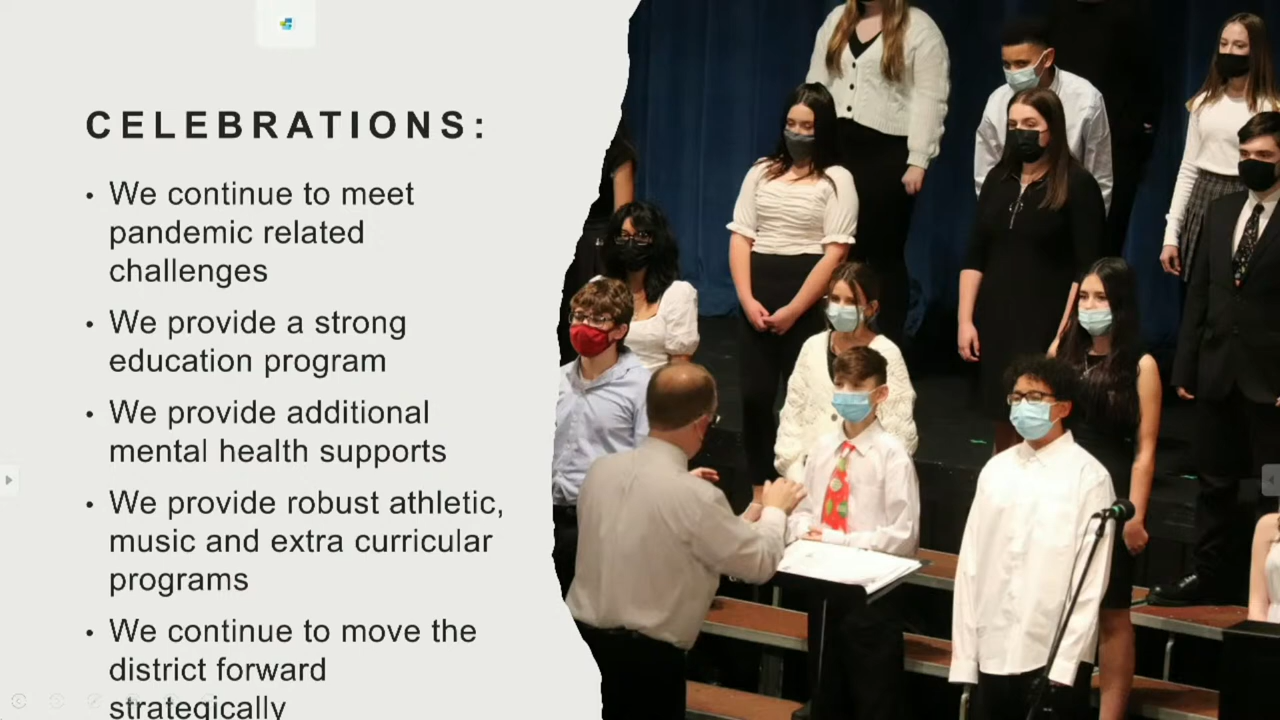 CELEBRATIONS:
• We continue to meet
pandemic related
challenges
• We provide a strong
education program
• We provide additional
mental health supports
• We provide robust athletic,
music and extra curricular
programs
• We continue to move the
district forward
strategically